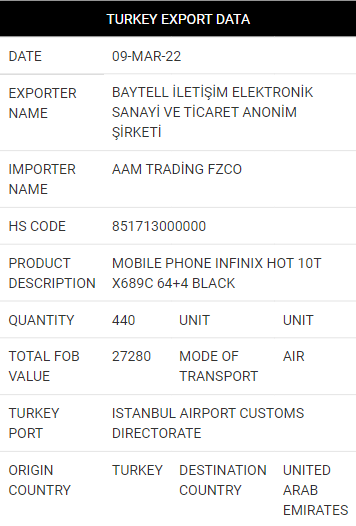 TURKEY EXPORT DATA
DATE 09-MAR-22
EXPORTER NAME BAYTELL İLETİŞİM ELEKTRONİK
SANAYİ VE TİCARET ANONİM
ŞİRKETİ
IMPORTER NAME AAM TRADİNG FZCO
HS CODE 851713000000
PRODUCT DESCRIPTION MOBILE PHONE INFINIX HOT 10T
X689C 64+4 BLACK
QUANTITY 440 UNIT UNIT
TOTAL FOB VALUE 27280 MODE OF TRANSPORT AIR
TURKEY PORT ISTANBUL AIRPORT CUSTOMS
DIRECTORATE
ORIGIN COUNTRY TURKEY DESTINATION COUNTRY UNITED
ARAB
EMIRATES